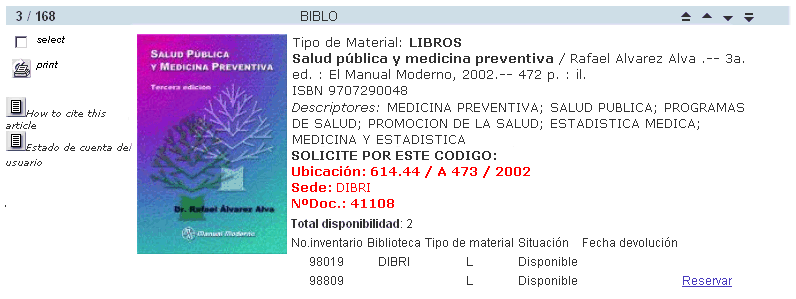 3 / 168
BIBLO
select
print
How to cite this
article
Estado de cuenta del
usuario
SALUD PÚBLICA
Y MEDICINA PREVENTIVA
Tercera edición
Dr. Rafael Álvarez Alva
Manual Moderno
Tipo de Material: LIBROS
Salud pública y medicina preventiva / Rafael Alvarez Alva .-- 3a.
ed. : El Manual Moderno, 2002.-- 472 p. : il.
ISBN 9707290048
Descriptores: MEDICINA PREVENTIVA; SALUD PUBLICA; PROGRAMAS
DE SALUD; PROMOCION DE LA SALUD; ESTADISTICA MEDICA;
MEDICINA Y ESTADISTICA
SOLICITE POR ESTE CODIGO:
Ubicación: 614.44 / A 473 / 2002
Sede: DIBRI
NºDoc.: 41108
Total disponibilidad: 2
No.inventario Biblioteca Tipo de material Situación Fecha devolución
98019 DIBRI L Disponible
98809 L Disponible Reservar